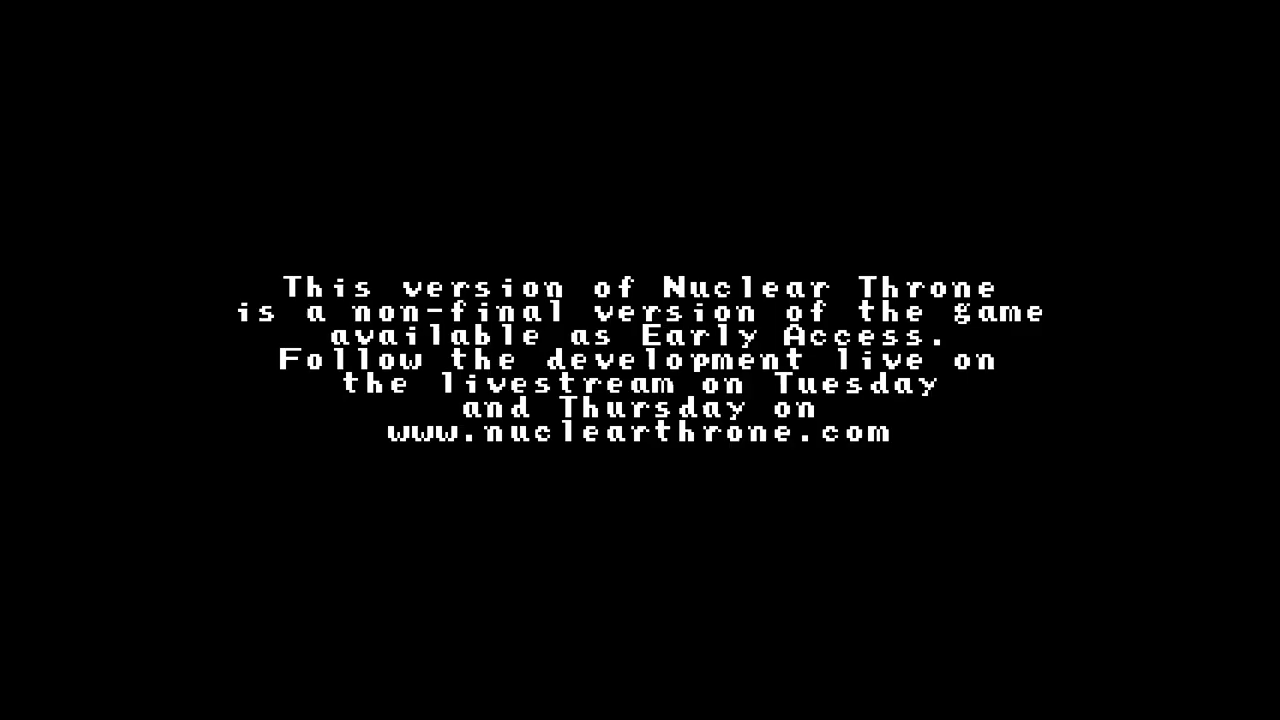 This version of Nuclear Throne
is a non-final version of the game
available as Early Access.
Follow the development live on
the livestream on Tuesday
and Thursday on
www.nuclearthrone.com